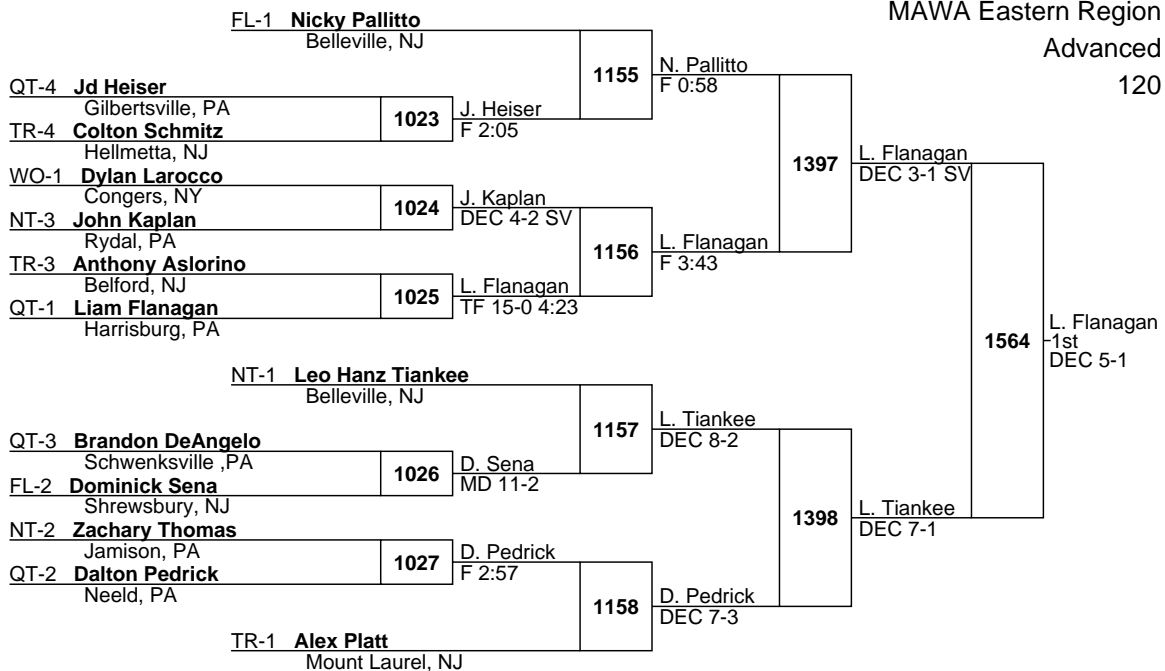 MAWA Eastern Region
Advanced
120
FL-1 Nicky Pallitto
Belleville, NJ
1155
N. Pallitto
F 0:58
QT-4 Jd Heiser
Gilbertsville, PA
1023
J. Heiser
F 2:05
TR-4 Colton Schmitz
Hellmetta, NJ
1397
L. Flanagan
DEC 3-1 SV
WO-1 Dylan Larocco
Congers, NY
1024
J. Kaplan
DEC 4-2 SV
NT-3 John Kaplan
Rydal, PA
1156
L. Flanagan
F 3:43
TR-3 Anthony Aslorino
Belford, NJ
1025
L. Flanagan
TF 15-0 4:23
QT-1 Liam Flanagan
Harrisburg, PA
1564
L. Flanagan
1st
DEC 5-1
NT-1 Leo Hanz Tiankee
Belleville, NJ
1157
L. Tiankee
DEC 8-2
QT-3 Brandon DeAngelo
Schwenksville ,PA
1026
D. Sena
MD 11-2
FL-2 Dominick Sena
Shrewsbury, NJ
1398
L. Tiankee
DEC 7-1
NT-2 Zachary Thomas
Jamison, PA
1027
D. Pedrick
F 2:57
QT-2 Dalton Pedrick
Neeld, PA
1158
D. Pedrick
DEC 7-3
TR-1 Alex Platt
Mount Laurel, NJ